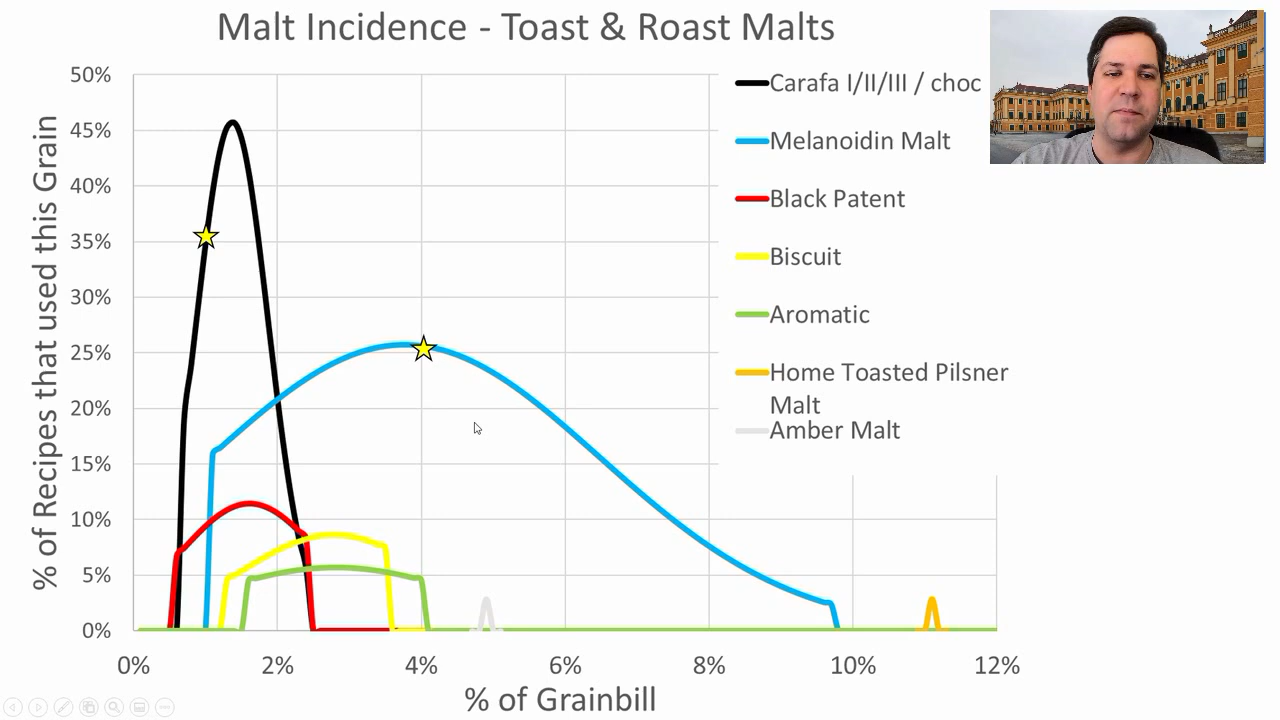 Malt Incidence - Toast & Roast Malts
% of Recipes that used this Grain
50%
45%
40%
35%
30%
25%
20%
15%
10%
5%
0%
0%
2%
4%
6%
8%
10%
12%
% of Grainbill
Carafa I/II/III / choc
Melanoidin Malt
Black Patent
Biscuit
Aromatic
Home Toasted Pilsner
Malt
Amber Malt